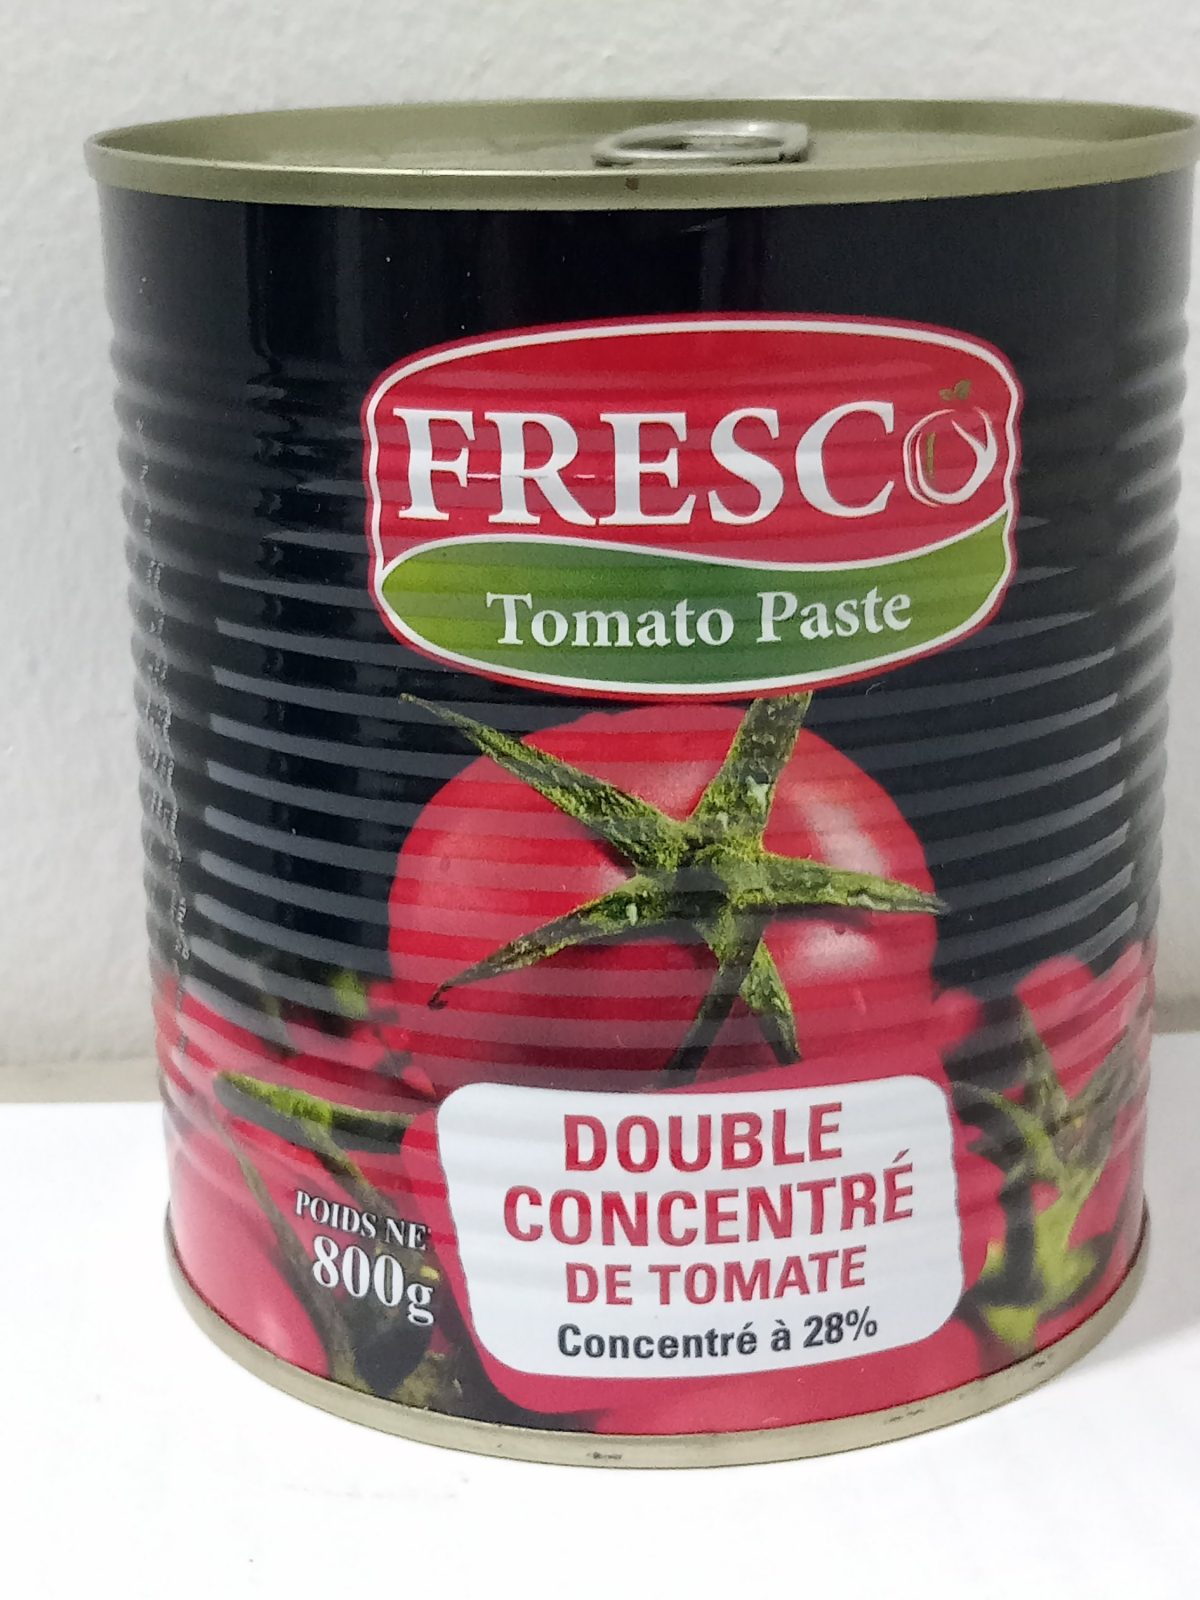 FRESCO
Tomato Paste
DOUBLE
CONCENTRÉ
DE TOMATE
Concentré à 28%
POIDS NE
800g